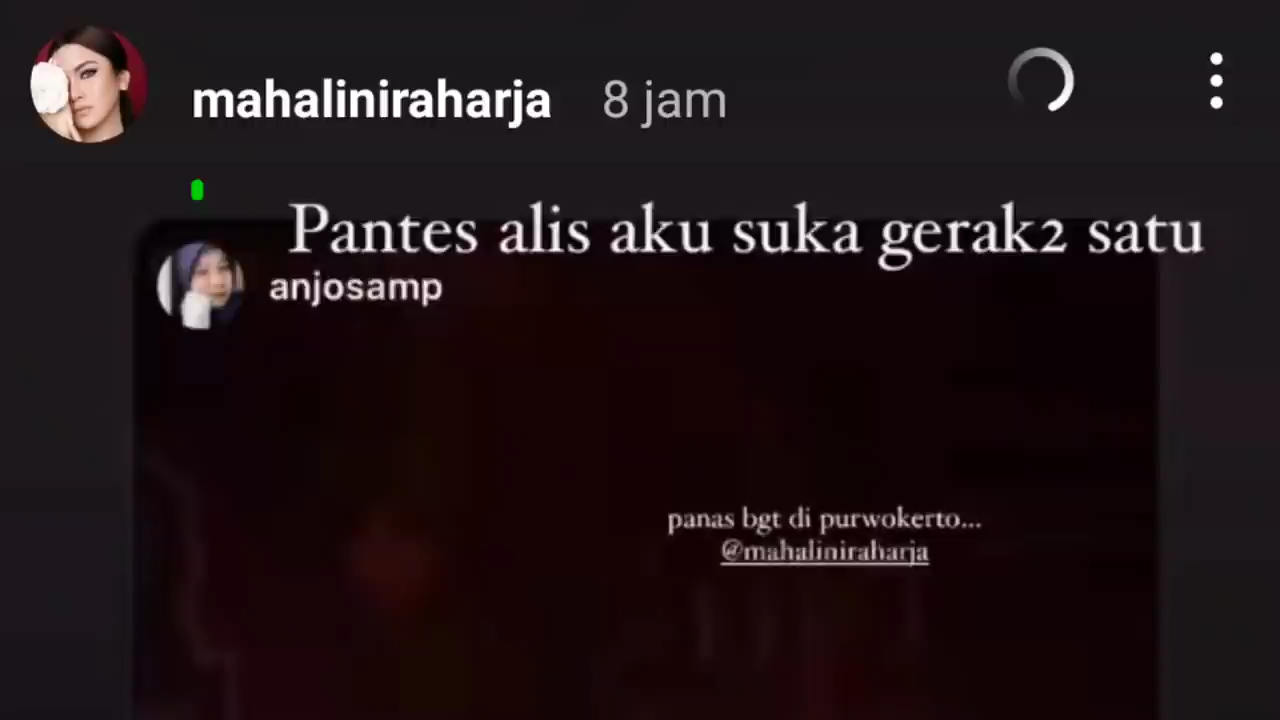 mahaliniraharja 8 jam
Pantes alis aku suka gerak2 satu
anjosamp
panas bgt di purwokerto...
@mahaliniraharja